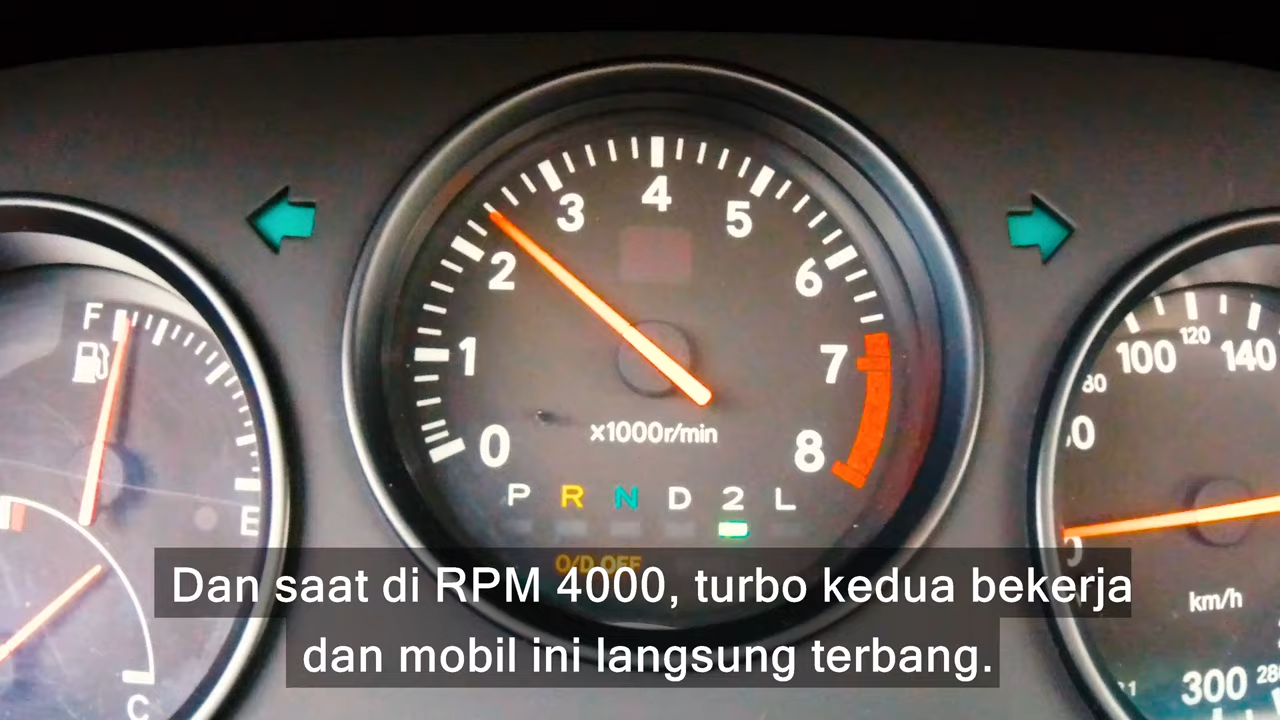 4
3
5
2
6
F
1
7
120
100
140
80
0
x1000r/min
8
P R N D 2 L
E
O/D OFF
km/h
C
300
Dan saat di RPM 4000, turbo kedua bekerja
dan mobil ini langsung terbang.